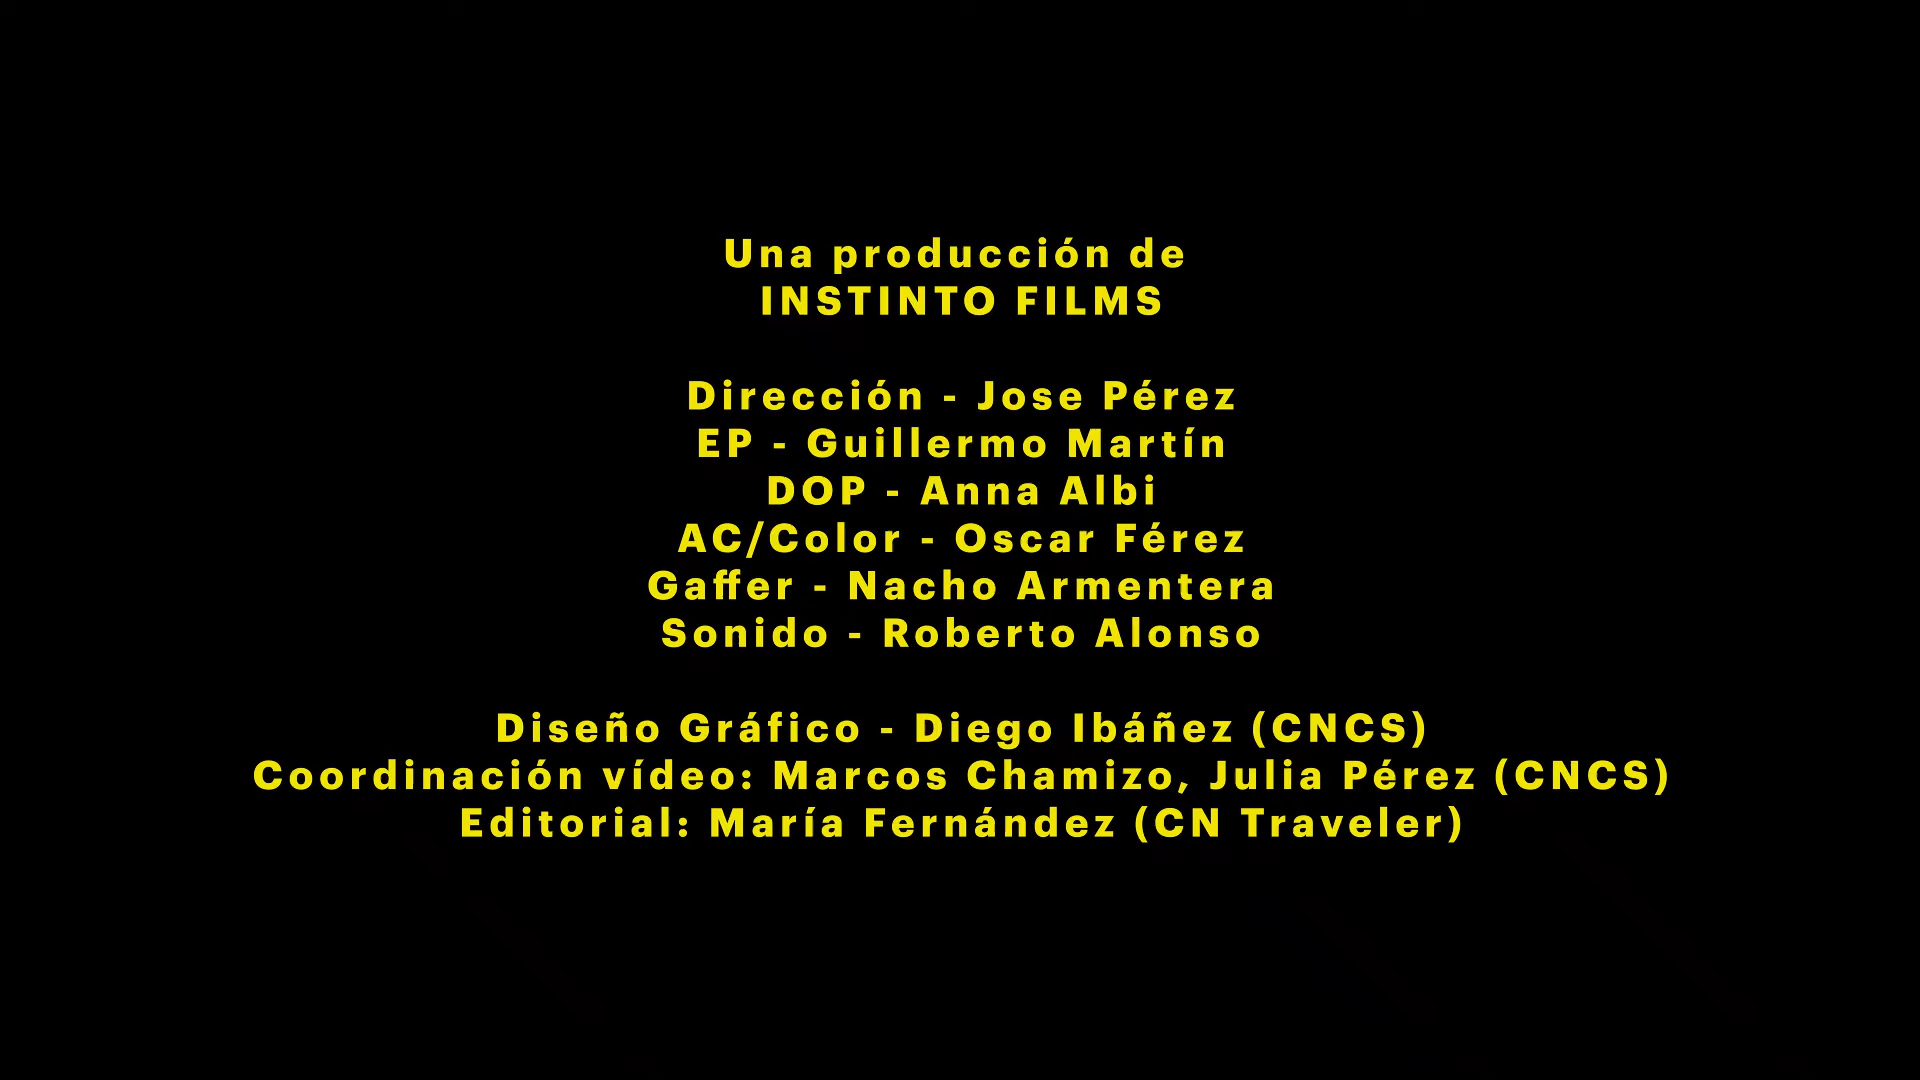 Una producción de
INSTINTO FILMS
Dirección - Jose Pérez
EP - Guillermo Martín
DOP - Anna Albi
AC/Color - Oscar Férez
Gaffer - Nacho Armentera
Sonido - Roberto Alonso
Diseño Gráfico - Diego Ibáñez (CNCS)
Coordinación vídeo: Marcos Chamizo, Julia Pérez (CNCS)
Editorial: María Fernández (CN Traveler)